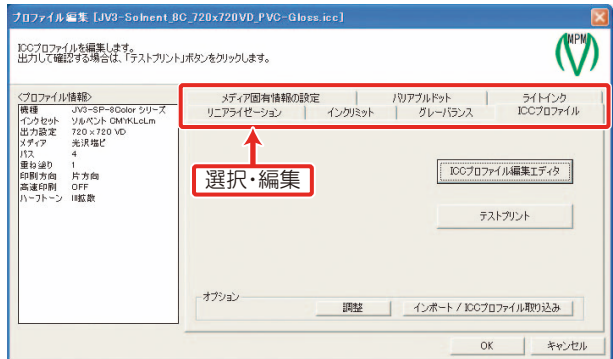 プロファイル編集 [JV3-Solnent_8C_720x720VD_PVC-Gloss.icc]
ICCプロファイルを編集します。
出力して確認する場合は、「テストプリント」ボタンをクリックします。
MPM
<プロファイル情報>
機種 JV3-SP-8Color シリーズ
インクセット ソルベント CMYKLcLm
出力設定 720×720 VD
メディア 光沢塩ビ
パス 4
重ね塗り 1
印刷方向 片方向
高速印刷 OFF
ハーフトーン Ⅲ拡散
メディア固有情報の設定 バリアブルドット ライトインク
リニアライゼーション インクリミット グレーバランス ICCプロファイル
選択・編集
ICCプロファイル編集エディタ
テストプリント
オプション
調整 インポート / ICCプロファイル取り込み
OK キャンセル